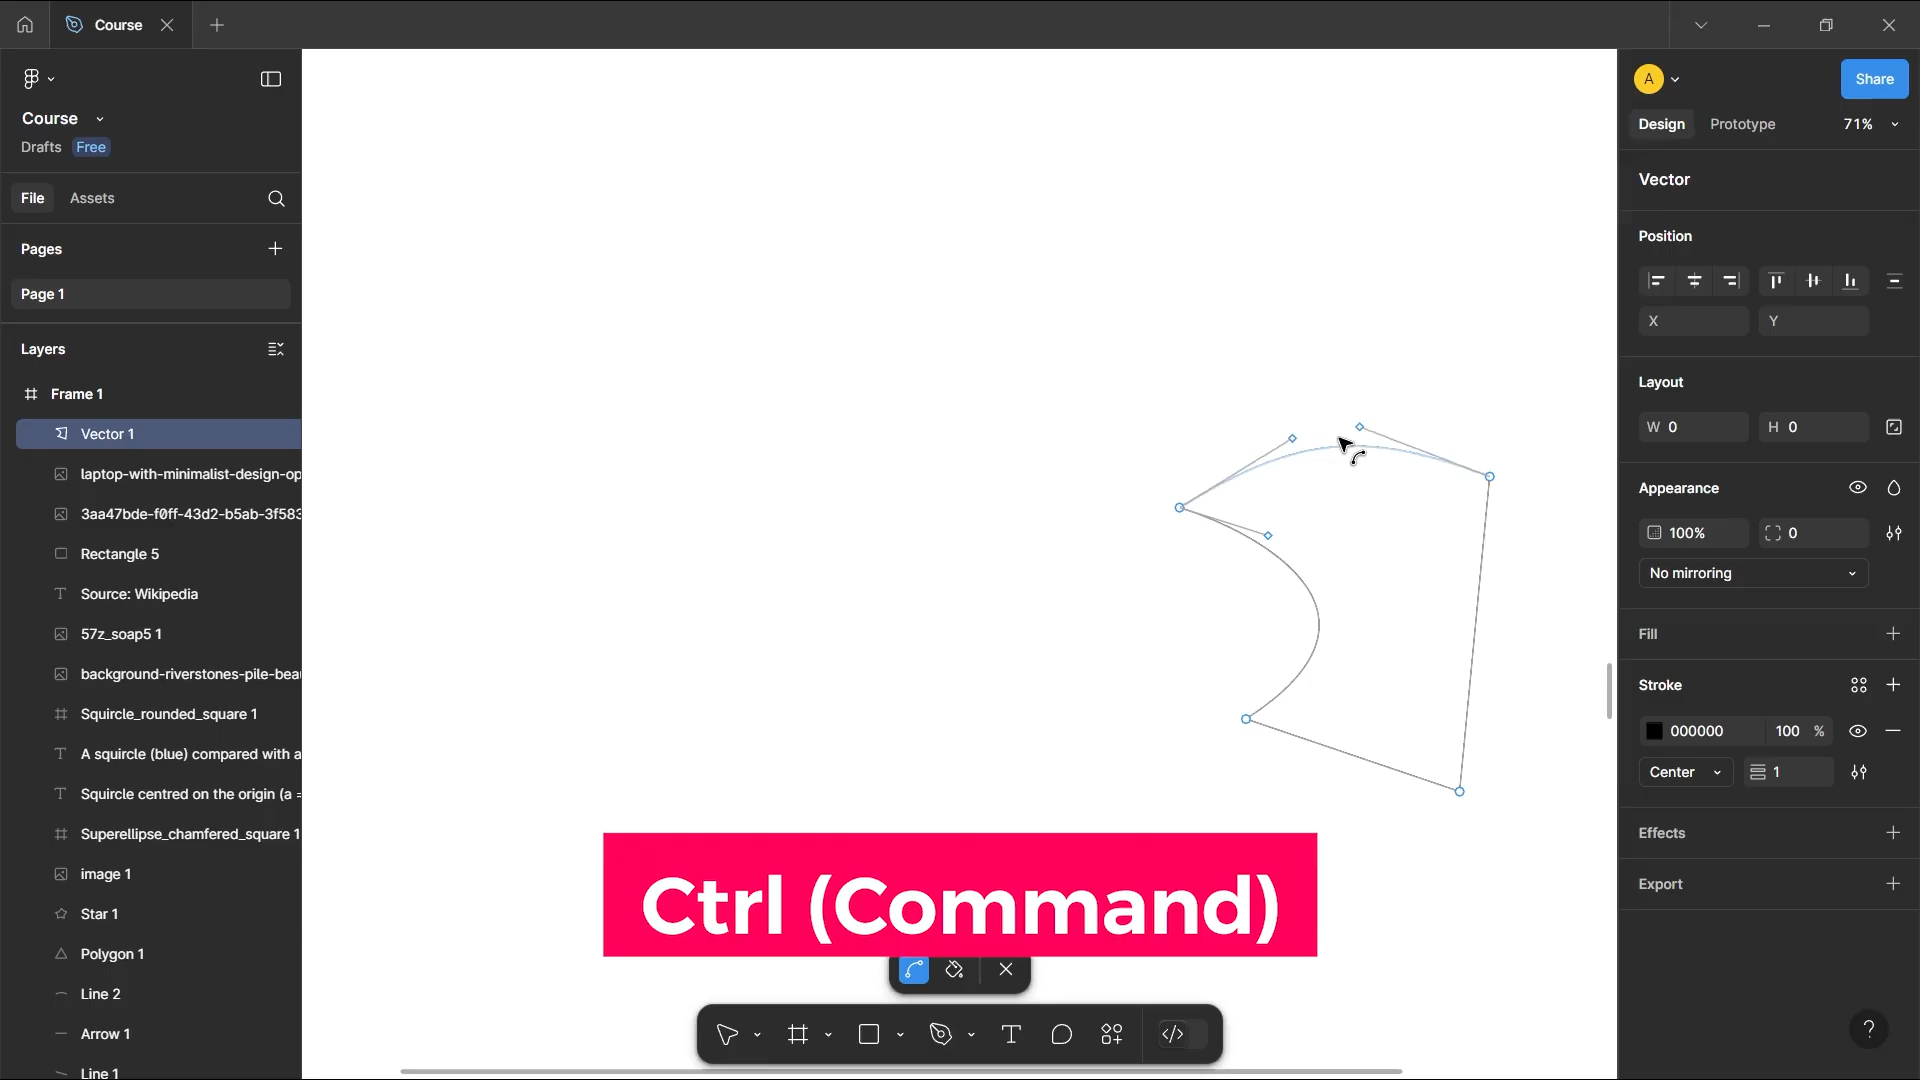 Course
Course
Drafts Free
File Assets
Pages
Page 1
Layers
Frame 1
Vector 1
laptop-with-minimalist-design-op
3aa47bde-f0ff-43d2-b5ab-3f583
Rectangle 5
Source: Wikipedia
57z_soap5 1
background-riverstones-pile-beau
Squircle_rounded_square 1
A squircle (blue) compared with a
Squircle centred on the origin (a =
Superellipse_chamfered_square 1
image 1
Star 1
Polygon 1
Line 2
Arrow 1
Line 1
Ctrl (Command)
A
Share
Design Prototype 71%
Vector
Position
X Y
Layout
W 0 H 0
Appearance
100% 0
No mirroring
Fill
Stroke
000000 100 %
Center 1
Effects
Export
?